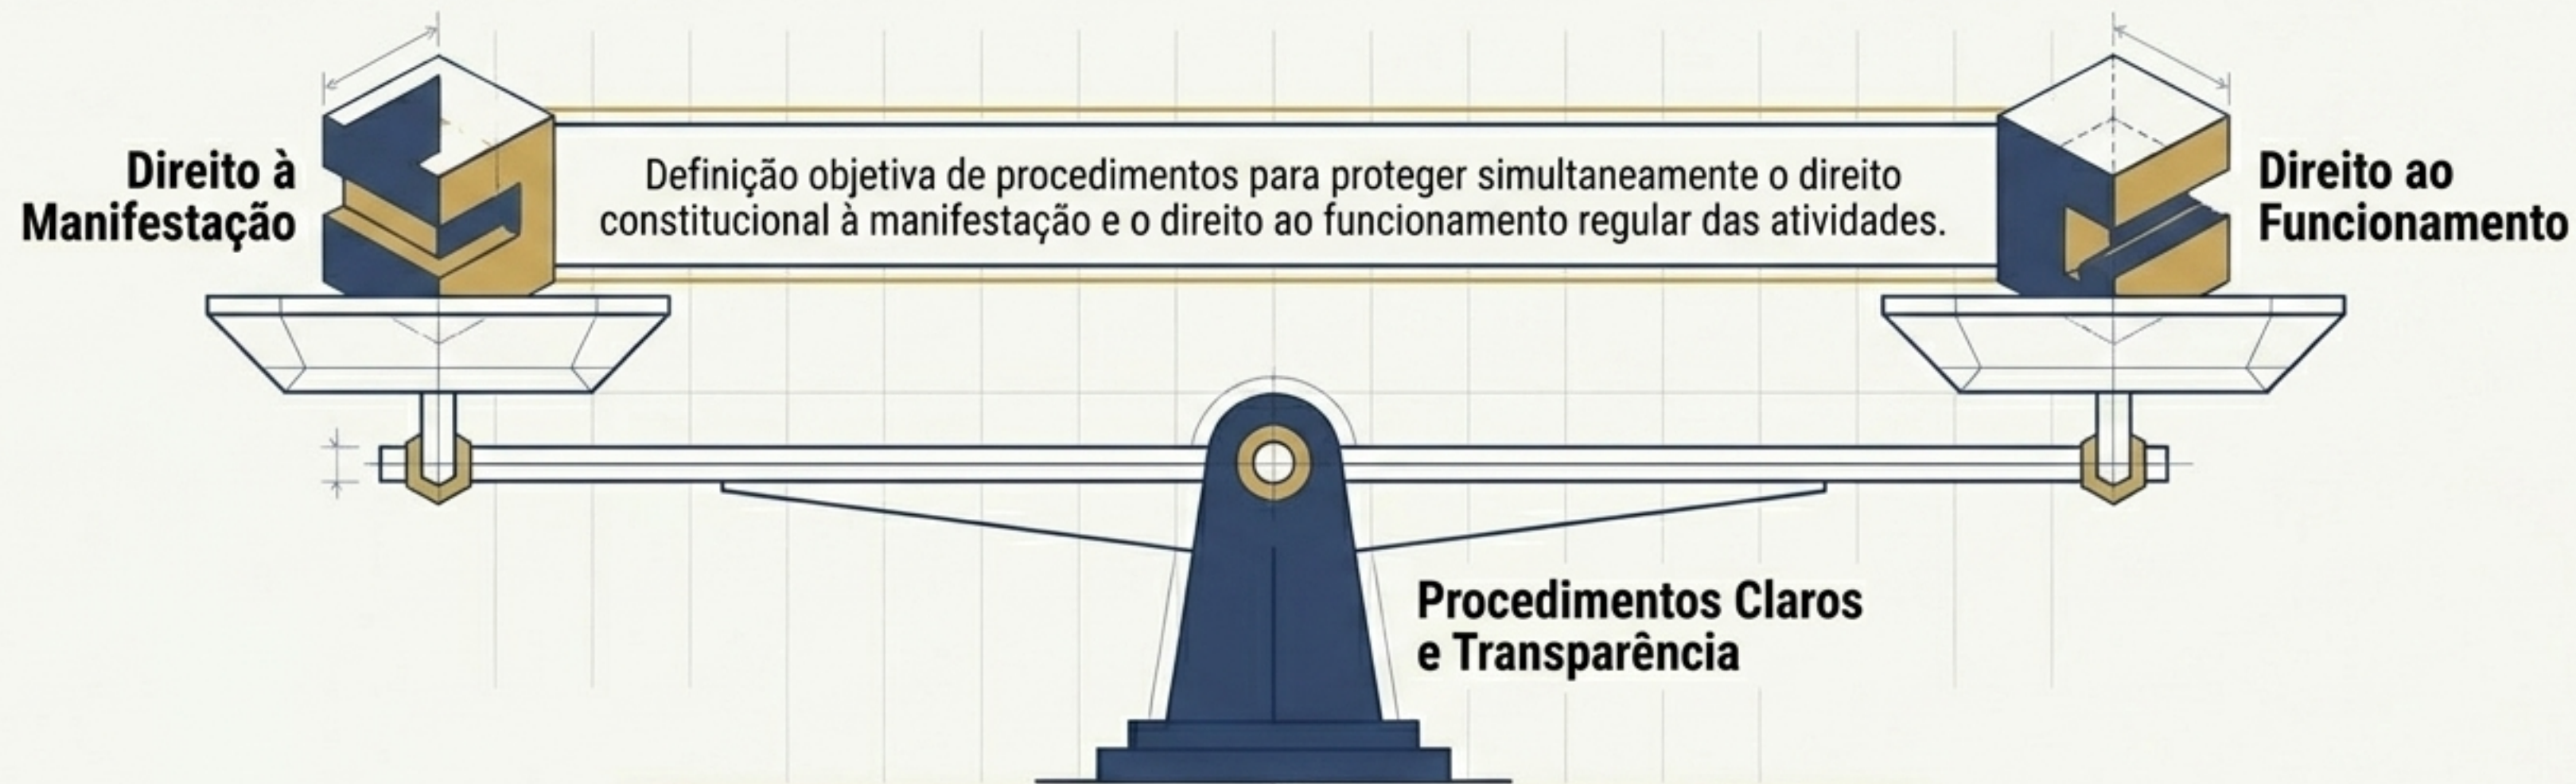 Direito à
Manifestação
Definição objetiva de procedimentos para proteger simultaneamente o direito
constitucional à manifestação e o direito ao funcionamento regular das atividades.
Direito ao
Funcionamento
Procedimentos Claros
e Transparência